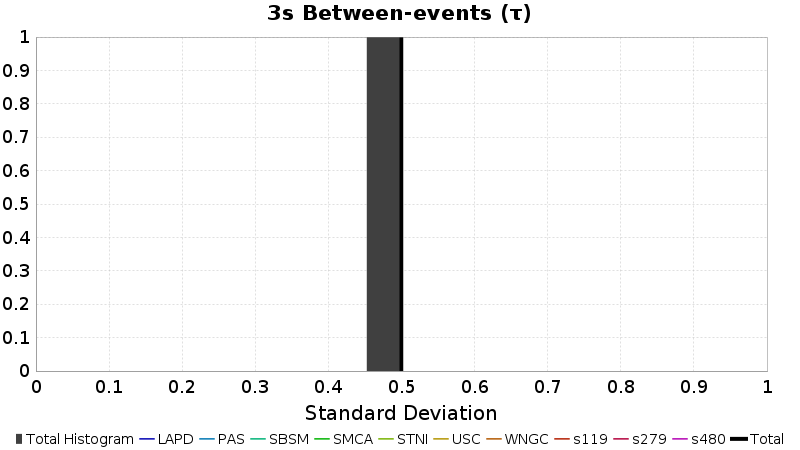 3s Between-events (τ)
1
0.9
0.8
0.7
0.6
0.5
0.4
0.3
0.2
0.1
0
0 0.1 0.2 0.3 0.4 0.5 0.6 0.7 0.8 0.9 1
Standard Deviation
Total Histogram LAPD PAS SBSM SMCA STNI USC WNGC s119 s279 s480 Total